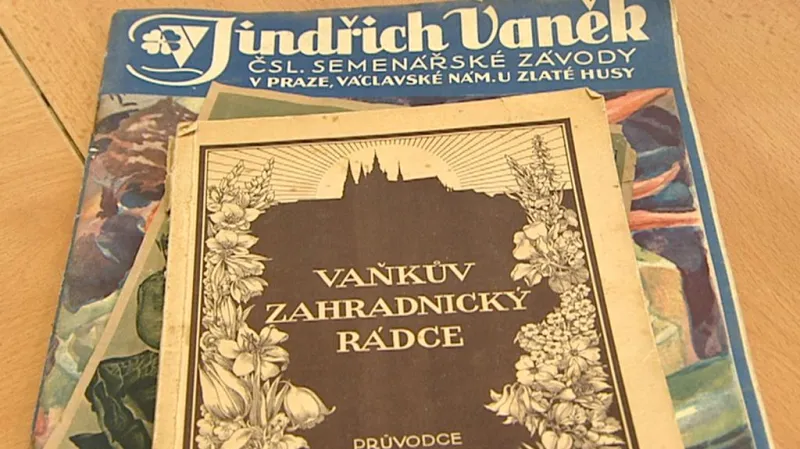 V
Jindřich Vaněk
ČSL. SEMENÁŘSKÉ ZÁVODY
V PRAZE, VÁCLAVSKÉ NÁM. U ZLATÉ HUSY
VAŇKŮV
ZAHRADNICKÝ
RÁDCE
PRŮVODCE